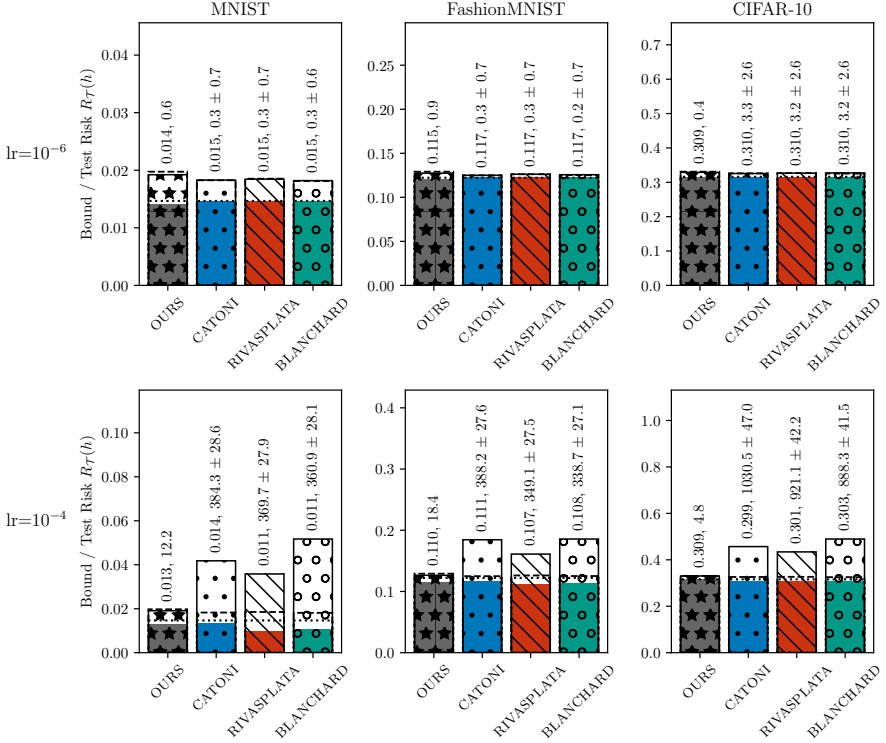 MNIST
FashionMNIST
CIFAR-10
lr=10⁻⁶
Bound / Test Risk R_𝒯(h)
0.04
0.03
0.02
0.01
0.00
0.014, 0.6
0.015, 0.3 ± 0.7
0.015, 0.3 ± 0.7
0.015, 0.3 ± 0.6
OURS
CATONI
RIVASPLATA
BLANCHARD
0.25
0.20
0.15
0.10
0.05
0.00
0.115, 0.9
0.117, 0.3 ± 0.7
0.117, 0.3 ± 0.7
0.117, 0.2 ± 0.7
OURS
CATONI
RIVASPLATA
BLANCHARD
0.7
0.6
0.5
0.4
0.3
0.2
0.1
0.0
0.309, 0.4
0.310, 3.3 ± 2.6
0.310, 3.2 ± 2.6
0.310, 3.2 ± 2.6
OURS
CATONI
RIVASPLATA
BLANCHARD
lr=10⁻⁴
Bound / Test Risk R_𝒯(h)
0.10
0.08
0.06
0.04
0.02
0.00
0.013, 12.2
0.014, 384.3 ± 28.6
0.011, 369.7 ± 27.9
0.011, 360.9 ± 28.1
OURS
CATONI
RIVASPLATA
BLANCHARD
0.4
0.3
0.2
0.1
0.0
0.110, 18.4
0.111, 388.2 ± 27.6
0.107, 349.1 ± 27.5
0.108, 338.7 ± 27.1
OURS
CATONI
RIVASPLATA
BLANCHARD
1.0
0.8
0.6
0.4
0.2
0.0
0.309, 4.8
0.299, 1030.5 ± 47.0
0.301, 921.1 ± 42.2
0.303, 888.3 ± 41.5
OURS
CATONI
RIVASPLATA
BLANCHARD